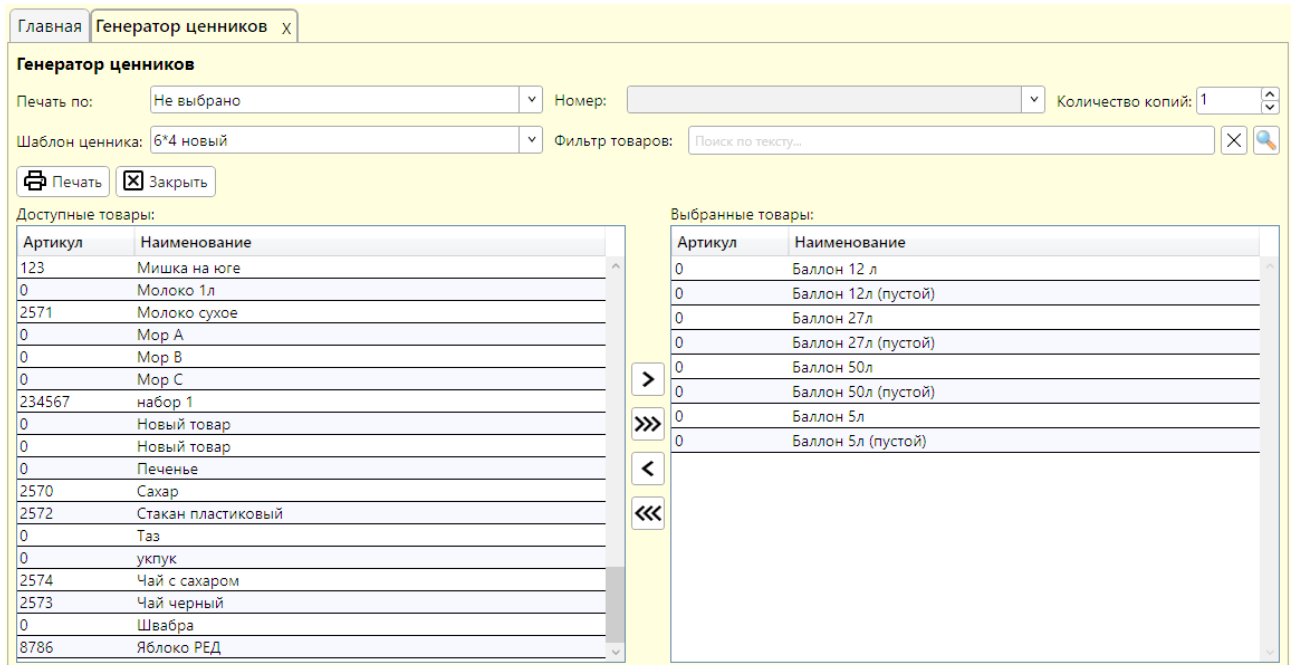 Главная Генератор ценников X
Генератор ценников
Печать по: Не выбрано Номер: Количество копий: 1
Шаблон ценника: 6*4 новый Фильтр товаров: Поиск по тексту...
Печать Закрыть
Доступные товары:
Артикул Наименование
123 Мишка на юге
0 Молоко 1л
2571 Молоко сухое
0 Мор А
0 Мор В
0 Мор С
234567 набор 1
0 Новый товар
0 Новый товар
0 Печенье
2570 Сахар
2572 Стакан пластиковый
0 Таз
0 укпук
2574 Чай с сахаром
2573 Чай черный
0 Швабра
8786 Яблоко РЕД
Выбранные товары:
Артикул Наименование
0 Баллон 12 л
0 Баллон 12л (пустой)
0 Баллон 27л
0 Баллон 27л (пустой)
0 Баллон 50л
0 Баллон 50л (пустой)
0 Баллон 5л
0 Баллон 5л (пустой)